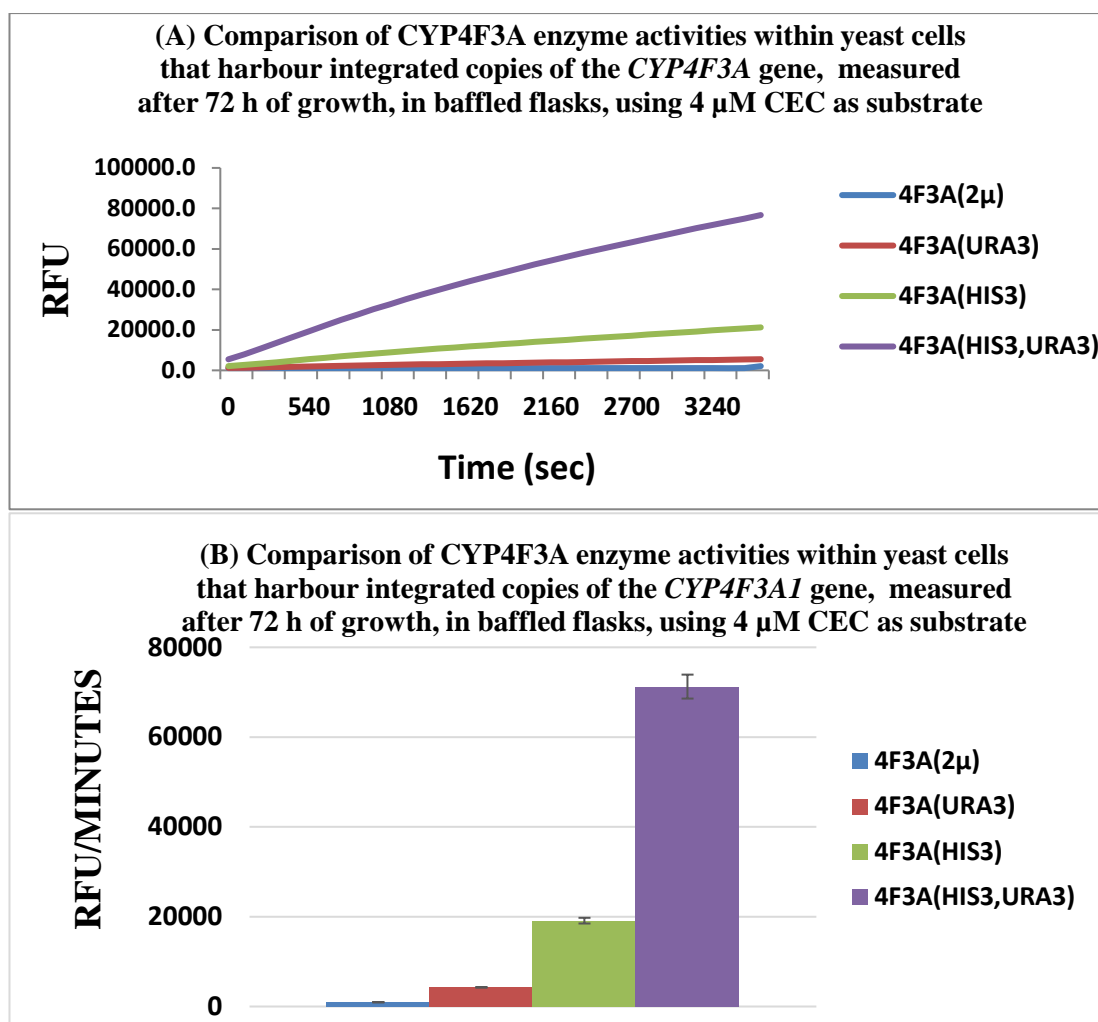 (A) Comparison of CYP4F3A enzyme activities within yeast cells
that harbour integrated copies of the CYP4F3A gene, measured
after 72 h of growth, in baffled flasks, using 4 µM CEC as substrate
100000.0
80000.0
60000.0
40000.0
20000.0
0.0
RFU
0 540 1080 1620 2160 2700 3240
Time (sec)
4F3A(2µ)
4F3A(URA3)
4F3A(HIS3)
4F3A(HIS3,URA3)
(B) Comparison of CYP4F3A enzyme activities within yeast cells
that harbour integrated copies of the CYP4F3A1 gene, measured
after 72 h of growth, in baffled flasks, using 4 µM CEC as substrate
80000
60000
40000
20000
0
RFU/MINUTES
4F3A(2µ)
4F3A(URA3)
4F3A(HIS3)
4F3A(HIS3,URA3)